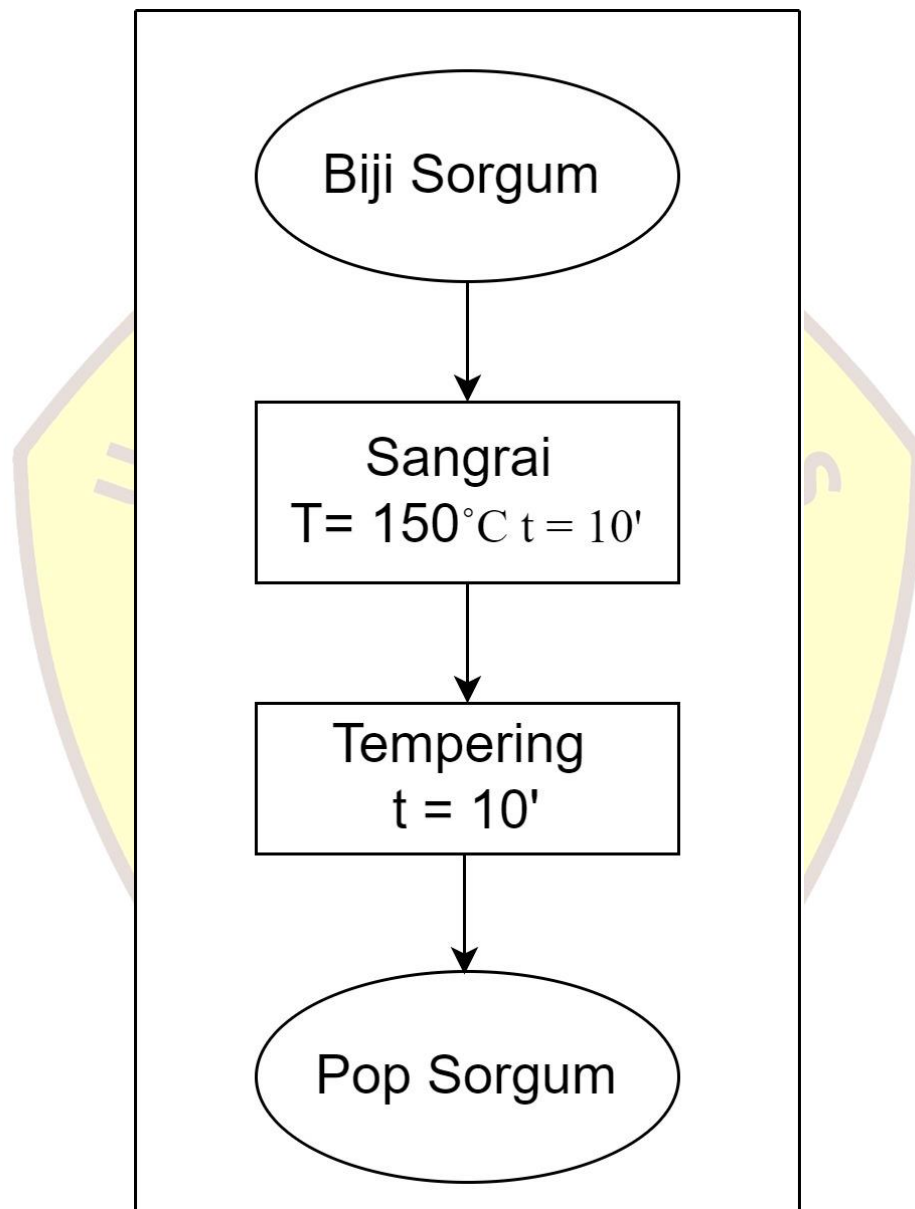 Biji Sorgum
Sangrai
T= 150˚C t = 10'
Tempering
t = 10'
Pop Sorgum